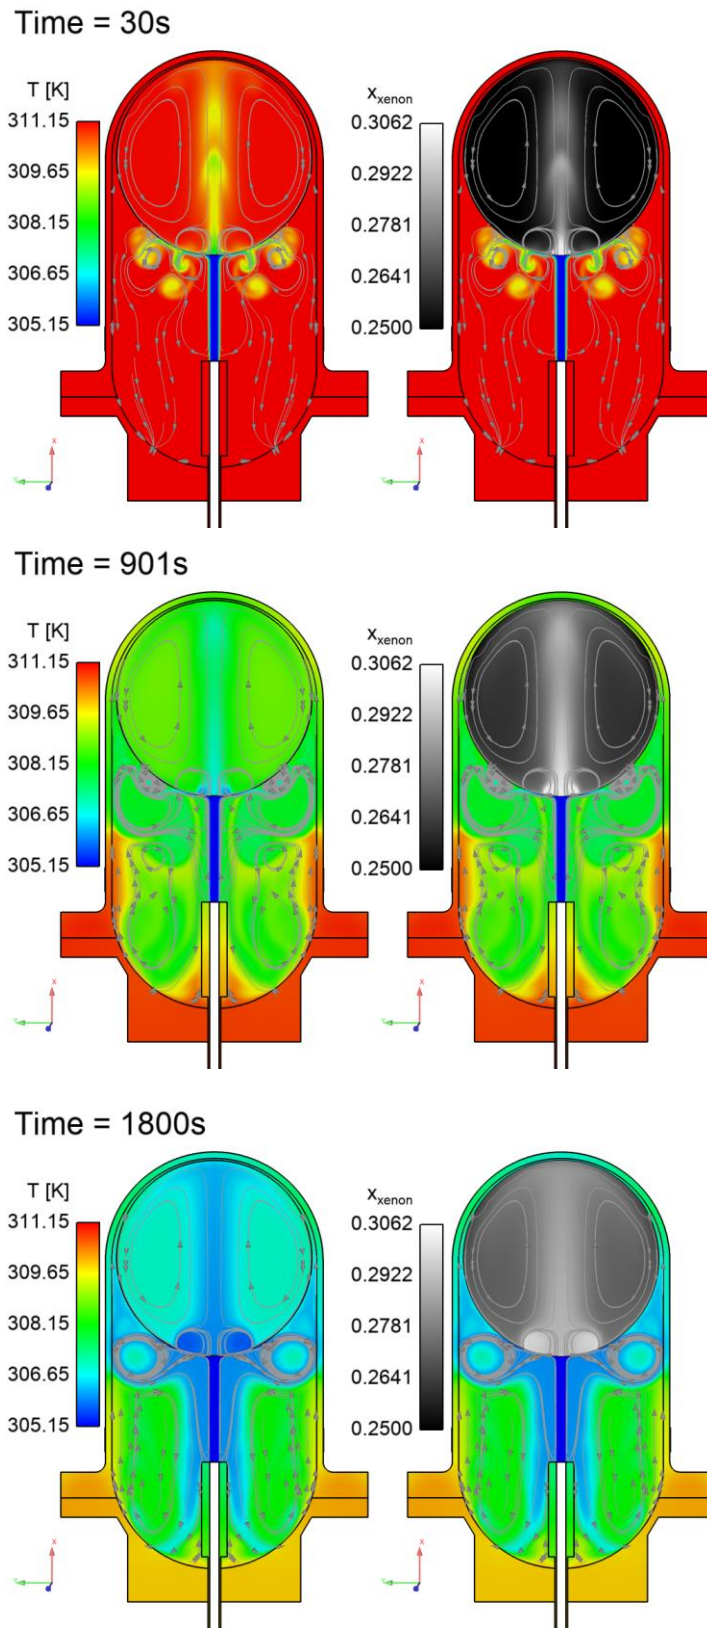 Time = 30s
T [K]
311.15
309.65
308.15
306.65
305.15
x_xenon
0.3062
0.2922
0.2781
0.2641
0.2500
X
Y
X
Y
Time = 901s
T [K]
311.15
309.65
308.15
306.65
305.15
x_xenon
0.3062
0.2922
0.2781
0.2641
0.2500
X
Y
X
Y
Time = 1800s
T [K]
311.15
309.65
308.15
306.65
305.15
x_xenon
0.3062
0.2922
0.2781
0.2641
0.2500
X
Y
X
Y